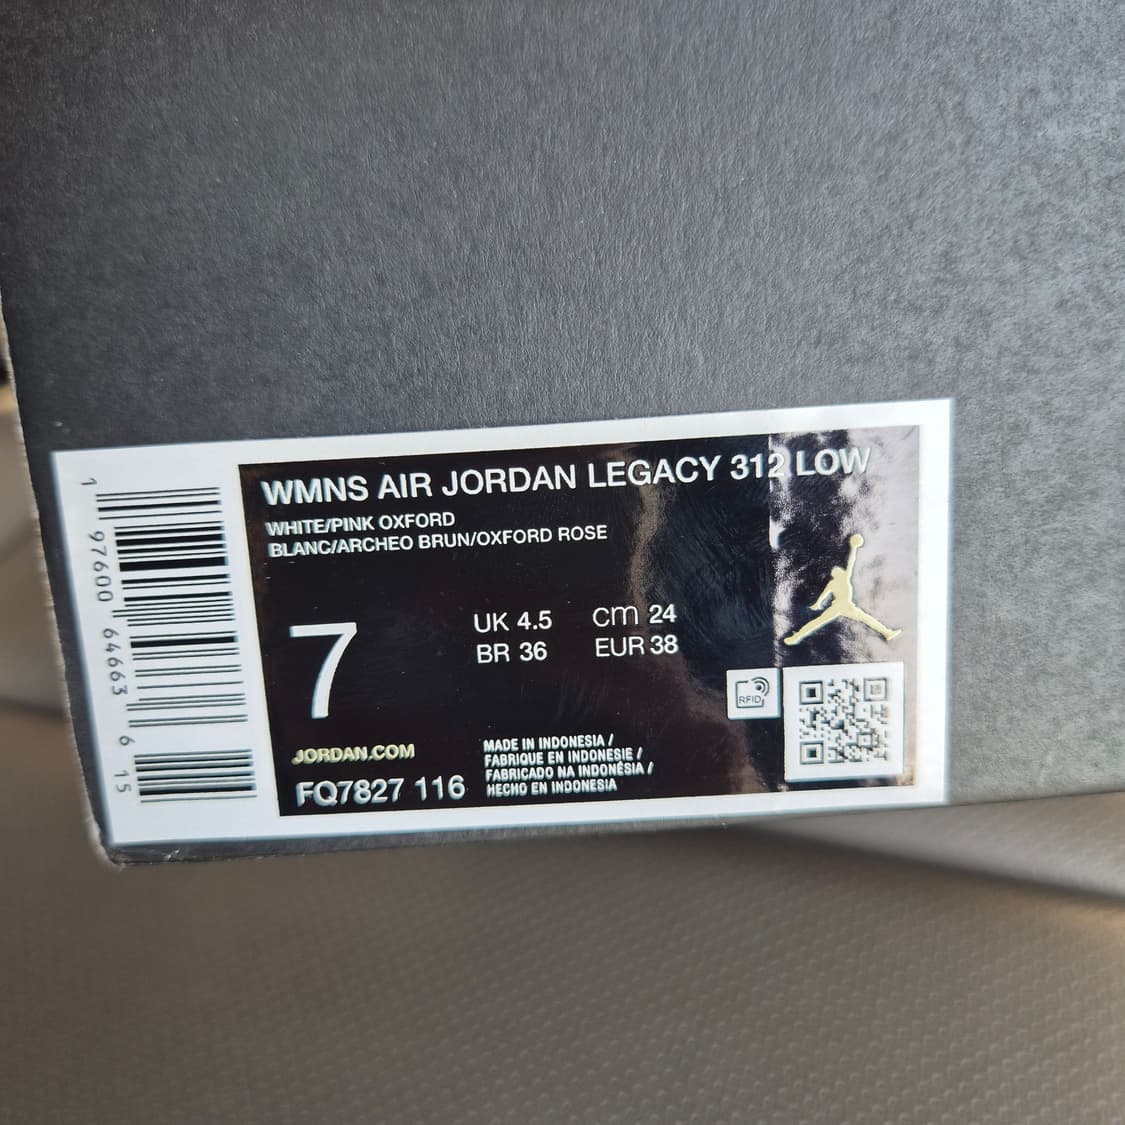 WMNS AIR JORDAN LEGACY 312 LOW
WHITE/PINK OXFORD
BLANC/ARCHEO BRUN/OXFORD ROSE
7
UK 4.5 cm 24
BR 36 EUR 38
RFID
JORDAN.COM
FQ7827 116
MADE IN INDONESIA /
FABRIQUE EN INDONESIE /
FABRICADO NA INDONÉSIA /
HECHO EN INDONESIA
1 97600 64663 6 15